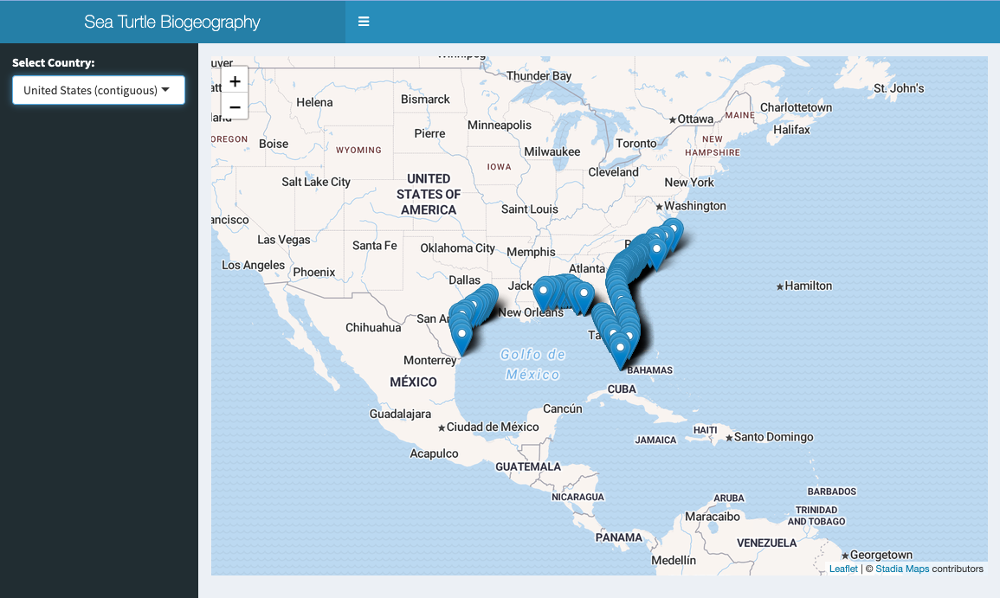 Sea Turtle Biogeography
Select Country:
United States (contiguous)
+
−
Thunder Bay
St. John's
Helena
Bismarck
Charlottetown
Ottawa
MAINE
Minneapolis
Halifax
Pierre
OREGON
Boise
Toronto
NEW
HAMPSHIRE
WYOMING
Milwaukee
IOWA
Cleveland
UNITED
STATES OF
AMERICA
Salt Lake City
New York
Saint Louis
Washington
ancisco
Las Vegas
Santa Fe
Oklahoma City
Memphis
Los Angeles
Phoenix
Atlanta
Dallas
Jack
Hamilton
New Orleans
San A
Chihuahua
Ta
Golfo de
México
Monterrey
BAHAMAS
MÉXICO
CUBA
Guadalajara
Cancún
Ciudad de México
HAITI
Santo Domingo
JAMAICA
Acapulco
GUATEMALA
BARBADOS
NICARAGUA
ARUBA
Maracaibo
TRINIDAD
AND TOBAGO
PANAMA
VENEZUELA
Medellín
Georgetown
Leaflet | © Stadia Maps contributors